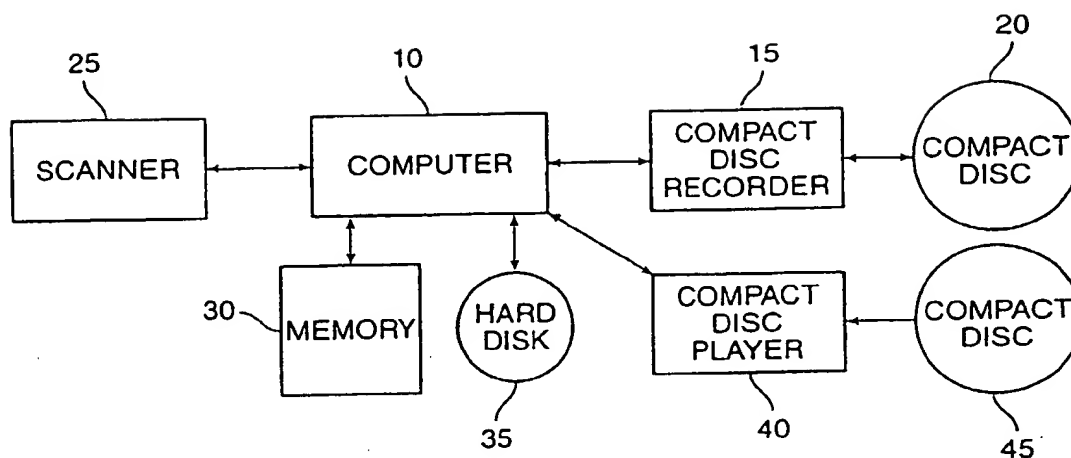 25
10
15
20
SCANNER
COMPUTER
COMPACT
DISC
RECORDER
COMPACT
DISC
30
MEMORY
HARD
DISK
35
COMPACT
DISC
PLAYER
40
COMPACT
DISC
45